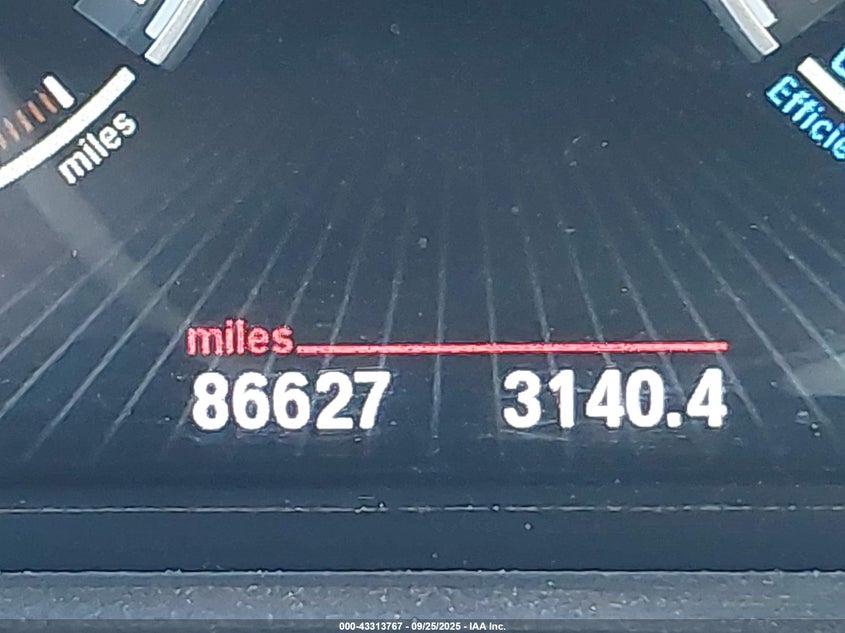 miles
Efficie
miles
86627 3140.4
000-43313767 - 09/25/2025 - IAA Inc.